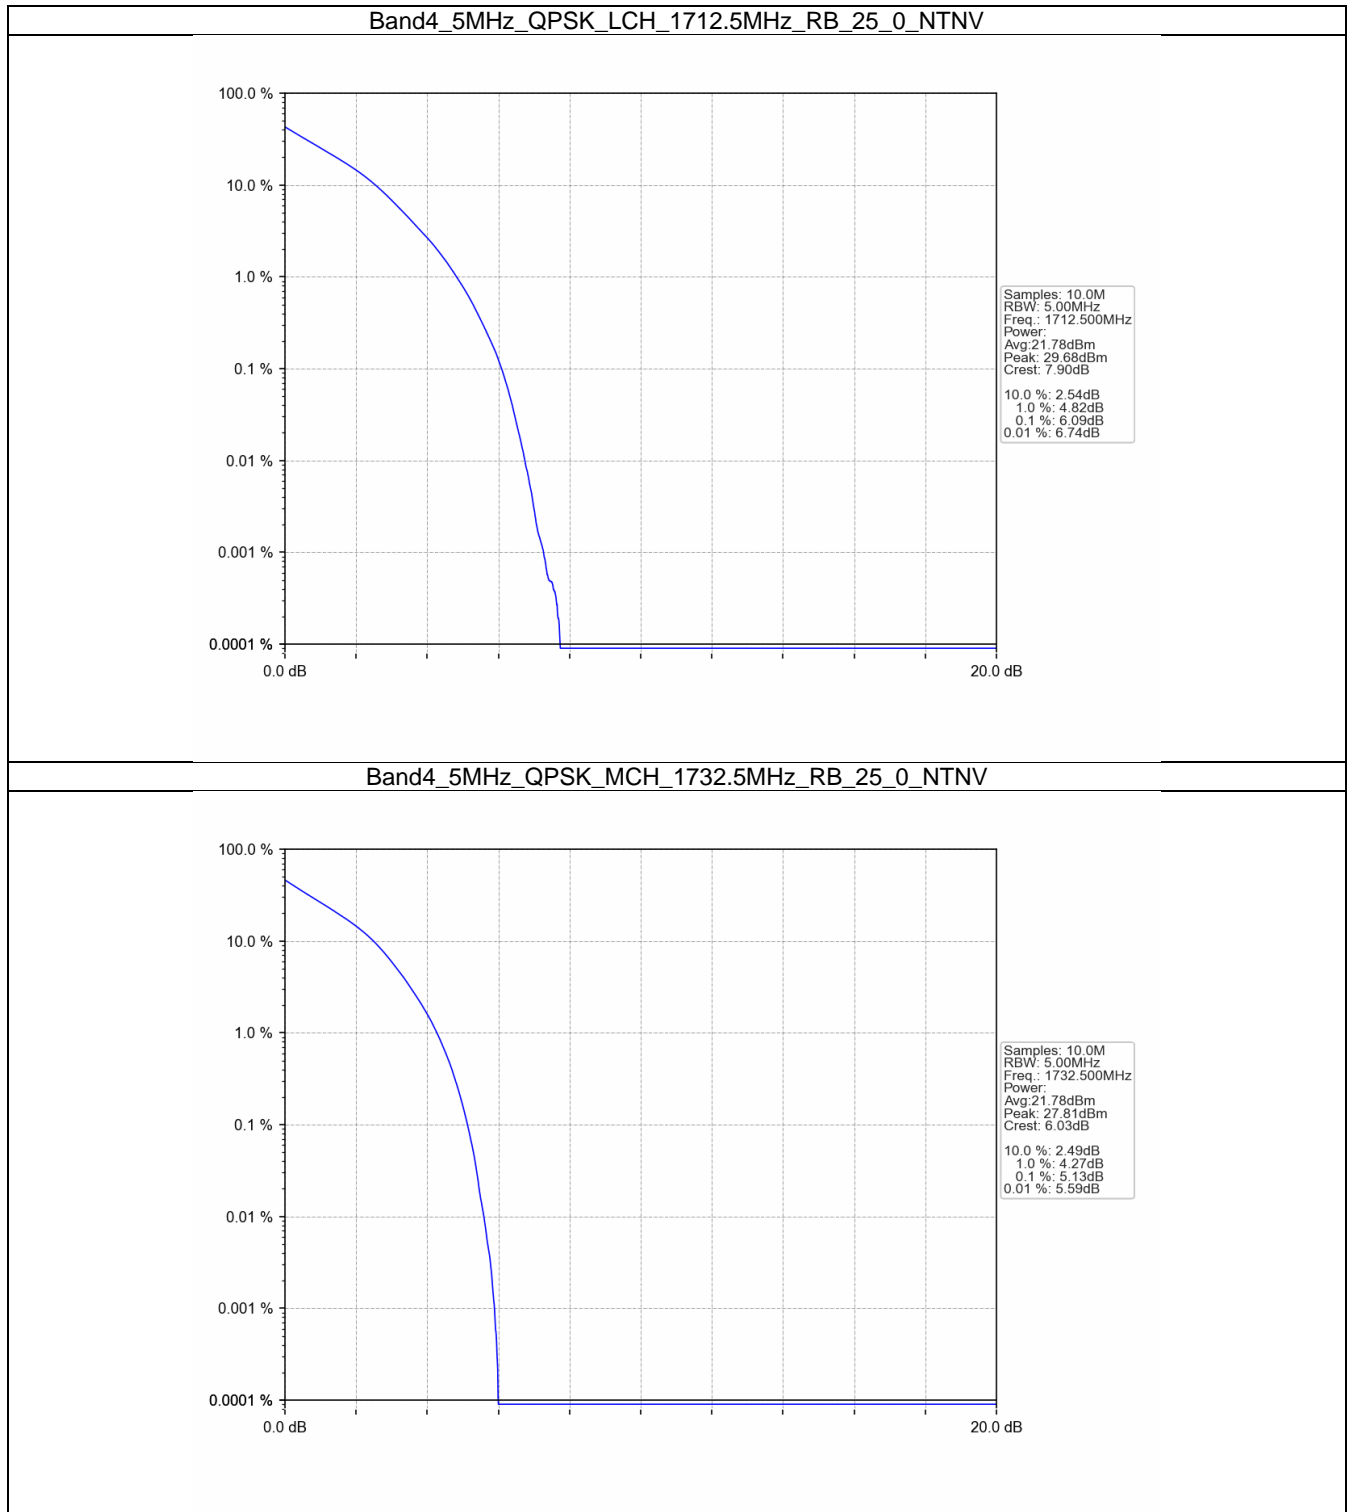 Band4_5MHz_QPSK_LCH_1712.5MHz_RB_25_0_NTNV
100.0 %
10.0 %
1.0 %
0.1 %
0.01 %
0.001 %
0.0001 %
0.0 dB
20.0 dB
Samples: 10.0M
RBW: 5.00MHz
Freq.: 1712.500MHz
Power:
Avg:21.78dBm
Peak: 29.68dBm
Crest: 7.90dB
10.0 %: 2.54dB
1.0 %: 4.82dB
0.1 %: 6.09dB
0.01 %: 6.74dB
Band4_5MHz_QPSK_MCH_1732.5MHz_RB_25_0_NTNV
100.0 %
10.0 %
1.0 %
0.1 %
0.01 %
0.001 %
0.0001 %
0.0 dB
20.0 dB
Samples: 10.0M
RBW: 5.00MHz
Freq.: 1732.500MHz
Power:
Avg:21.78dBm
Peak: 27.81dBm
Crest: 6.03dB
10.0 %: 2.49dB
1.0 %: 4.27dB
0.1 %: 5.13dB
0.01 %: 5.59dB